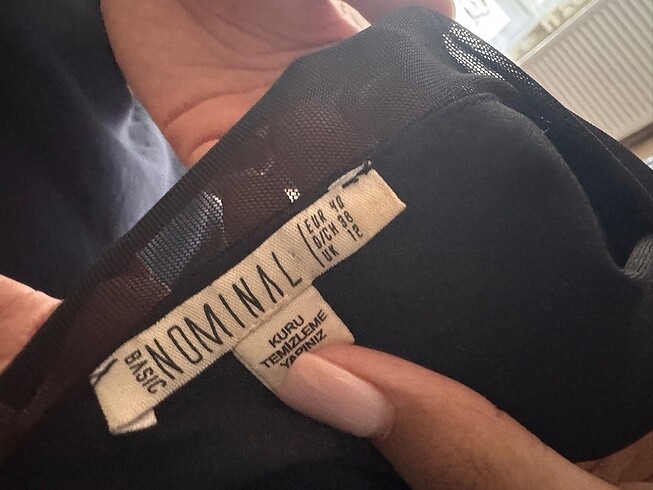 BASIC
NOMINAL
EUR 40
D/CH 38
UK 12
KURU
TEMİZLEME
YAPINIZ